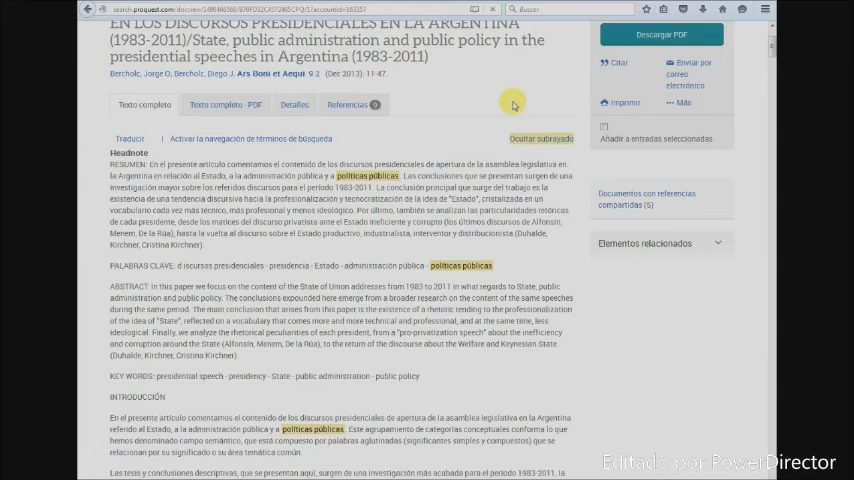 search.proquest.com/docview/1490466369/870FD32C4572465CPQ/1?accountid=163357
Buscar
EN LOS DISCURSOS PRESIDENCIALES EN LA ARGENTINA
(1983-2011)/State, public administration and public policy in the
presidential speeches in Argentina (1983-2011)
Bercholc, Jorge O; Bercholc, Diego J. Ars Boni et Aequi 9.2 (Dec 2013): 11-47.
Texto completo
Texto completo - PDF
Detalles
Referencias 9
Traducir | Activar la navegación de términos de búsqueda
Ocultar subrayado
Headnote
RESUMEN: En el presente artículo comentamos el contenido de los discursos presidenciales de apertura de la asamblea legislativa en
la Argentina en relación al Estado, a la administración pública y a políticas públicas. Las conclusiones que se presentan surgen de una
investigación mayor sobre los referidos discursos para el período 1983-2011. La conclusión principal que surge del trabajo es la
existencia de una tendencia discursiva hacia la profesionalización y tecnocratización de la idea de "Estado", cristalizada en un
vocabulario cada vez más técnico, más profesional y menos ideológico. Por último, también se analizan las particularidades retóricas
de cada presidente, desde los matices del discurso privatista ante el Estado ineficiente y corrupto (los últimos discursos de Alfonsín,
Menem, De la Rúa), hasta la vuelta al discurso sobre el Estado productivo, industrialista, interventor y distribucionista (Duhalde,
Kirchner, Cristina Kirchner).
PALABRAS CLAVE: d iscursos presidenciales - presidencia - Estado - administración pública - políticas públicas
ABSTRACT: In this paper we focus on the content of the State of Union addresses from 1983 to 2011 in what regards to State, public
administration and public policy. The conclusions expounded here emerge from a broader research on the content of the same speeches
during the same period. The main conclusion that arises from this paper is the existence of a rhetoric tending to the professionalization
of the idea of "State", reflected on a vocabulary that comes more and more technical and professional, and at the same time, less
ideological. Finally, we analyze the rhetorical peculiarities of each president, from a "pro-privatization speech" about the inefficiency
and corruption around the State (Alfonsín, Menem, De la Rúa), to the return of the discourse about the Welfare and Keynesian State
(Duhalde, Kirchner, Cristina Kirchner).
KEY WORDS: presidential speech - presidency - State - public administration - public policy
INTRODUCCIÓN
En el presente artículo comentamos el contenido de los discursos presidenciales de apertura de la asamblea legislativa en la Argentina
referido al Estado, a la administración pública y a políticas públicas. Este agrupamiento de categorías conceptuales conforma lo que
hemos denominado campo semántico, que está compuesto por palabras aglutinadas (significantes simples y compuestos) que se
relacionan por su significado o su área temática común.
Las tesis y conclusiones descriptivas, que se presentan aquí, surgen de una investigación más acabada para el período 1983-2011, la
Descargar PDF
Citar
Enviar por
correo
electrónico
Imprimir
Más
Añadir a entradas seleccionadas
Documentos con referencias
compartidas (5)
Elementos relacionados
Editado por PowerDirector